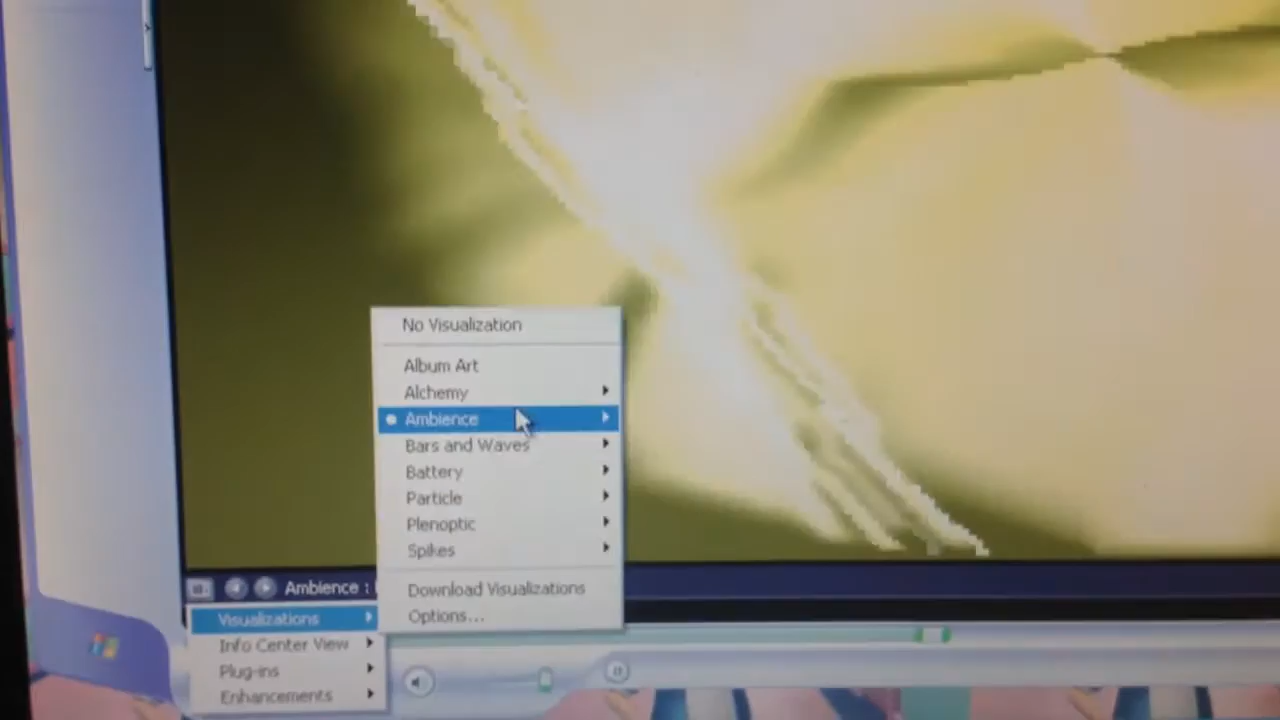 No Visualization
Album Art
Alchemy
Ambience
Bars and Waves
Battery
Particle
Plenoptic
Spikes
Download Visualizations
Options...
Ambience :
Visualizations
Info Center View
Plug-ins
Enhancements